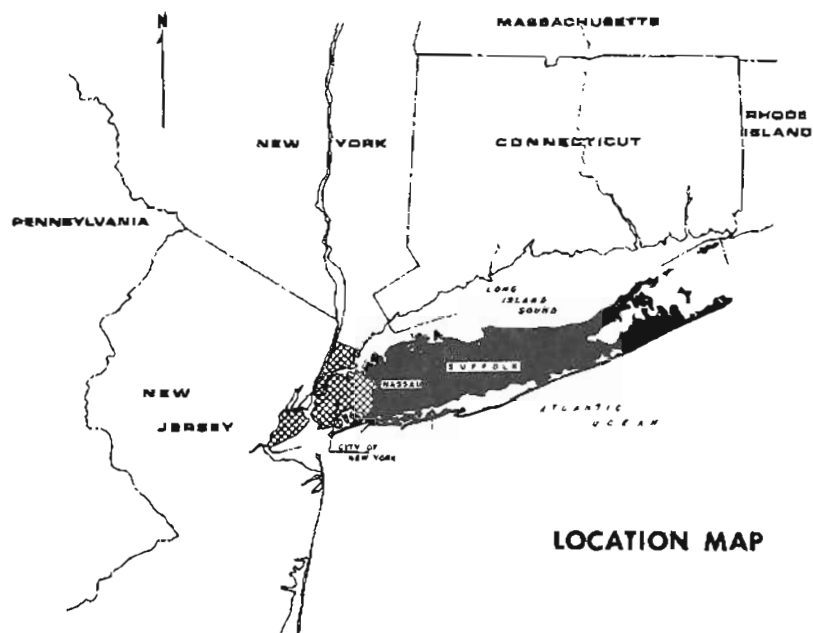 N
MASSACHUSETTS
NEW YORK
CONNECTICUT
RHODE
ISLAND
PENNSYLVANIA
LONG
ISLAND
SOUND
SUFFOLK
NASSAU
NEW
JERSEY
ATLANTIC
OCEAN
CITY OF
NEW YORK
LOCATION MAP